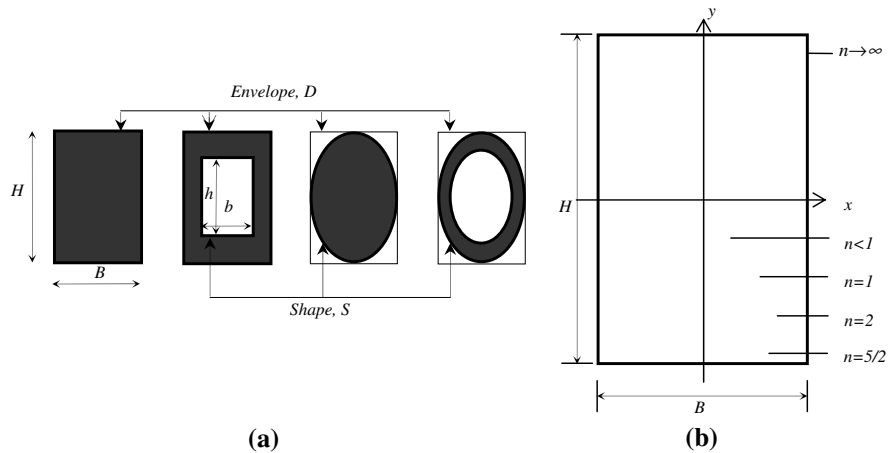 Envelope, D
H
h
b
B
Shape, S
(a)
y
n→∞
H
x
n<1
n=1
n=2
n=5/2
B
(b)